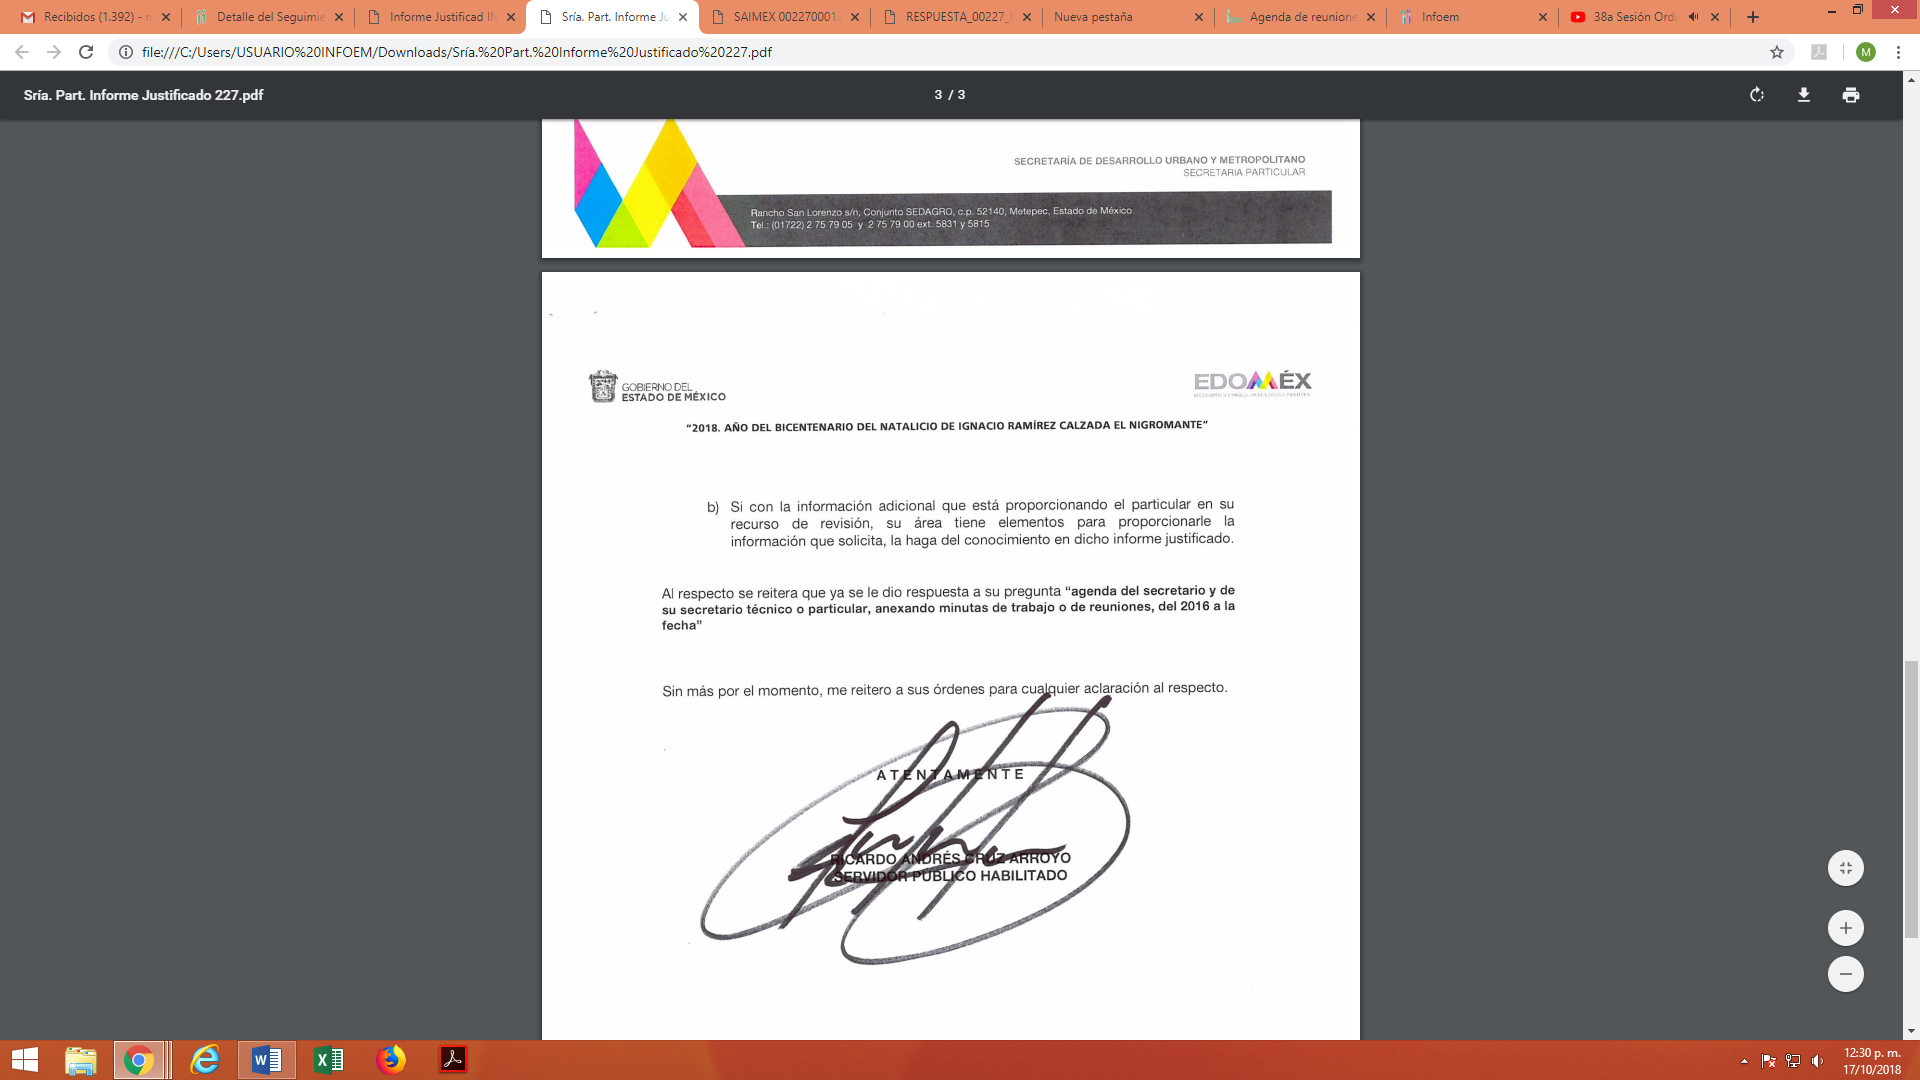 Recibidos (1.392) - 
Detalle del Seguimie
Informe Justificad IN
Sría. Part. Informe Ju
SAIMEX 002270001
RESPUESTA_00227_
Nueva pestaña
Agenda de reunione
Infoem
38a Sesión Ordi
file:///C:/Users/USUARIO%20INFOEM/Downloads/Sría.%20Part.%20Informe%20Justificado%20227.pdf
M
Sría. Part. Informe Justificado 227.pdf
3 / 3
SECRETARÍA DE DESARROLLO URBANO Y METROPOLITANO
SECRETARIA PARTICULAR
Rancho San Lorenzo s/n, Conjunto SEDAGRO, c.p. 52140, Metepec, Estado de México
Tel.: (01722) 2 75 79 05 y 2 75 79 00 ext. 5831 y 5815
GOBIERNO DEL
ESTADO DE MÉXICO
EDOMÉX
“2018. AÑO DEL BICENTENARIO DEL NATALICIO DE IGNACIO RAMÍREZ CALZADA EL NIGROMANTE”
b) Si con la información adicional que está proporcionando el particular en su
recurso de revisión, su área tiene elementos para proporcionarle la
información que solicita, la haga del conocimiento en dicho informe justificado.
Al respecto se reitera que ya se le dio respuesta a su pregunta “agenda del secretario y de
su secretario técnico o particular, anexando minutas de trabajo o de reuniones, del 2016 a la
fecha”
Sin más por el momento, me reitero a sus órdenes para cualquier aclaración al respecto.
ATENTAMENTE
RICARDO ANDRÉS CRUZ ARROYO
SERVIDOR PÚBLICO HABILITADO
12:30 p. m.
17/10/2018